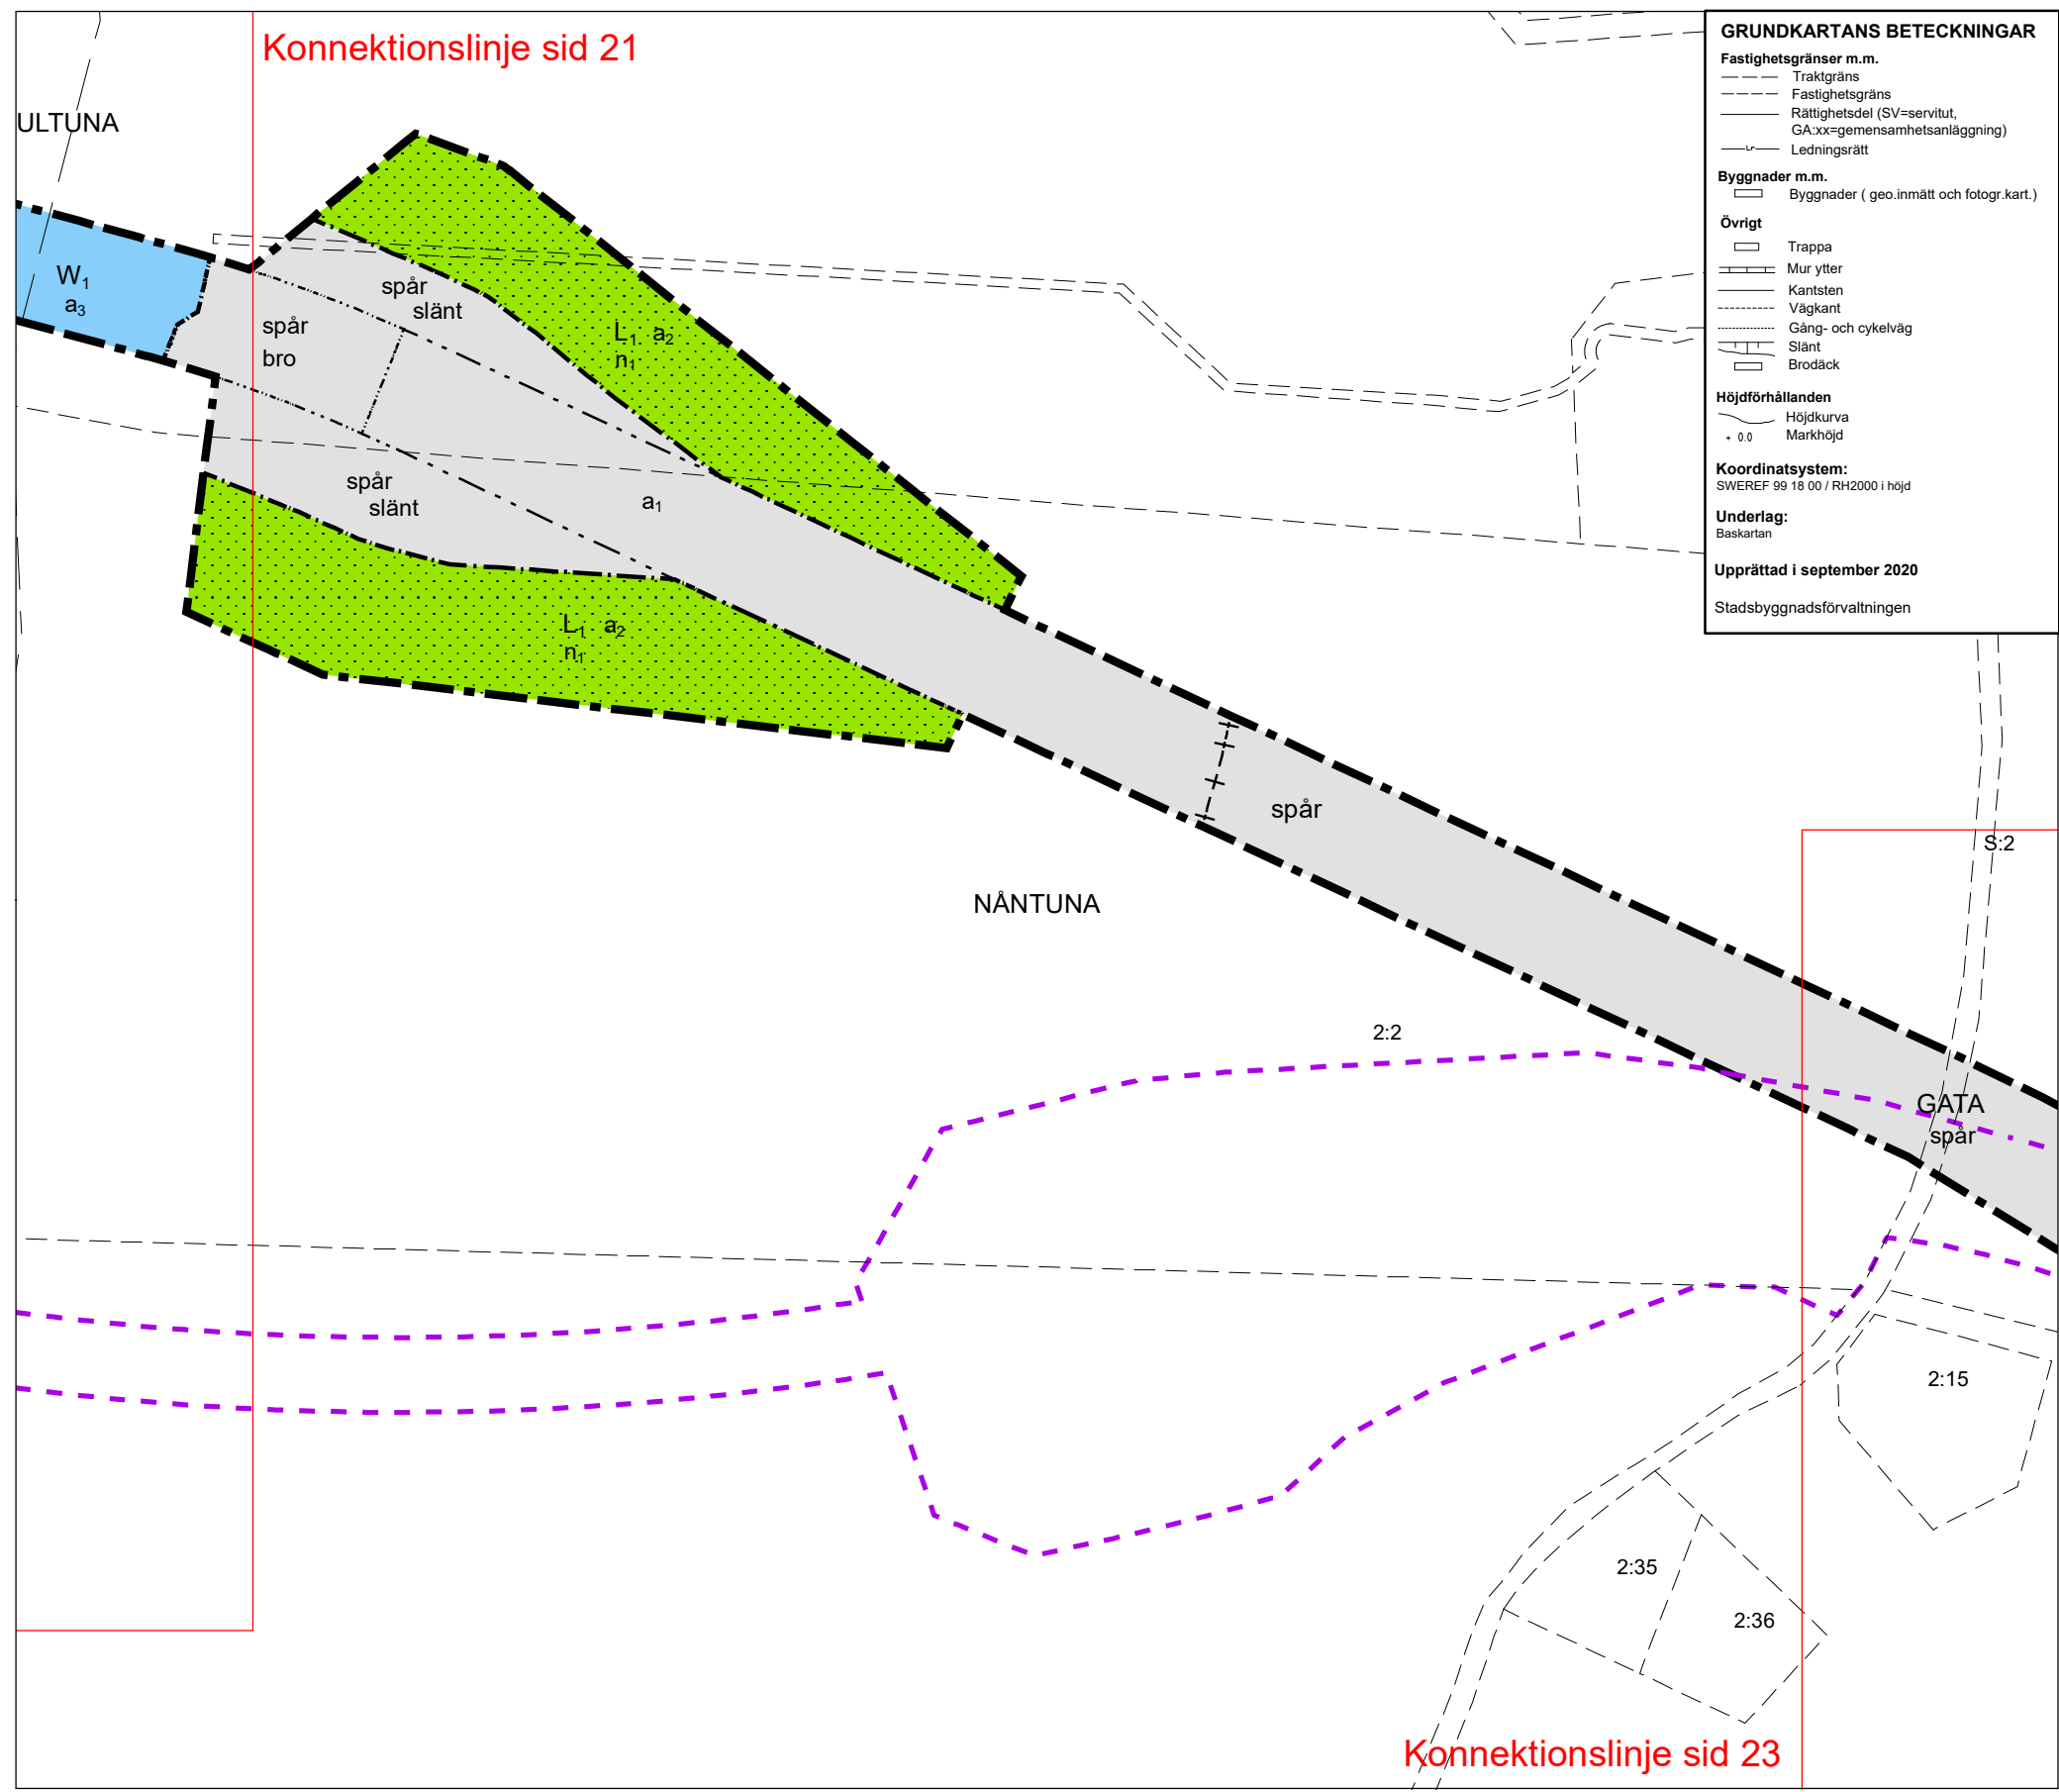 Konnektionslinje sid 21
ULTUNA
W1
a3
spår
bro
spår
slänt
L1 a2
n1
spår
slänt
a1
L1 a2
n1
spår
NÅNTUNA
S:2
2:2
GATA
spår
2:15
2:35
2:36
Konnektionslinje sid 23
GRUNDKARTANS BETECKNINGAR
Fastighetsgränser m.m.
Traktgräns
Fastighetsgräns
Rättighetsdel (SV=servitut,
GA:xx=gemensamhetsanläggning)
Lr Ledningsrätt
Byggnader m.m.
Byggnader ( geo.inmätt och fotogr.kart.)
Övrigt
Trappa
Mur ytter
Kantsten
Vägkant
Gång- och cykelväg
Slänt
Brodäck
Höjdförhållanden
Höjdkurva
+ 0.0 Markhöjd
Koordinatsystem:
SWEREF 99 18 00 / RH2000 i höjd
Underlag:
Baskartan
Upprättad i september 2020
Stadsbyggnadsförvaltningen